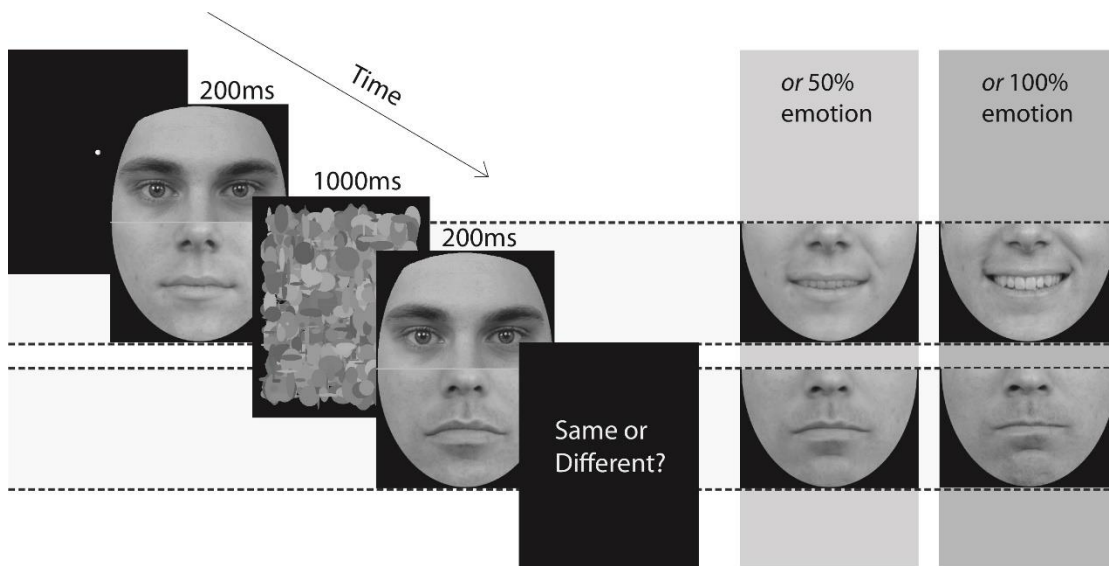 200ms
Time
1000ms
200ms
Same or
Different?
or 50%
emotion
or 100%
emotion